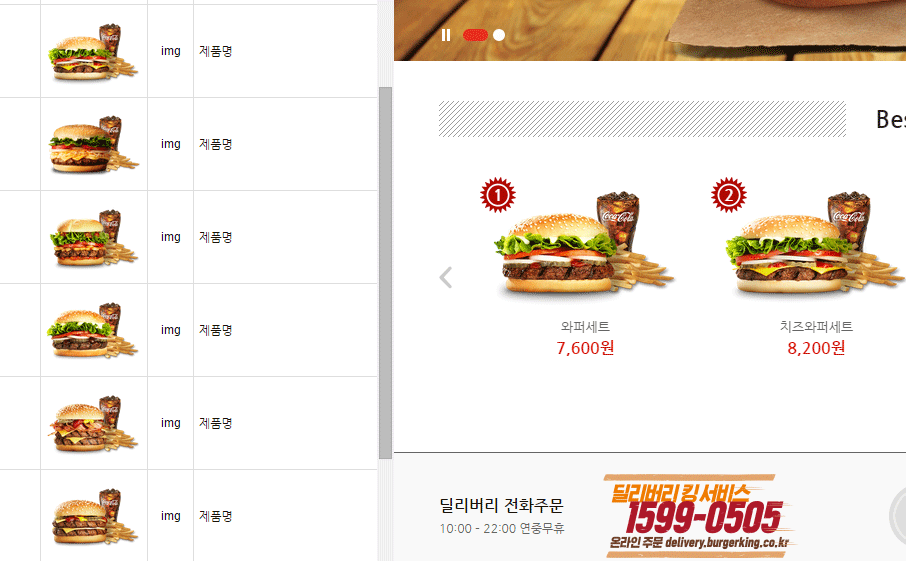 img 제품명
img 제품명
img 제품명
img 제품명
img 제품명
img 제품명
Bes
1
2
Coca-Cola
Coca-Cola
와퍼세트
7,600원
치즈와퍼세트
8,200원
딜리버리 전화주문
10:00 - 22:00 연중무휴
딜리버리 킹 서비스
1599-0505
온라인 주문 delivery.burgerking.co.kr